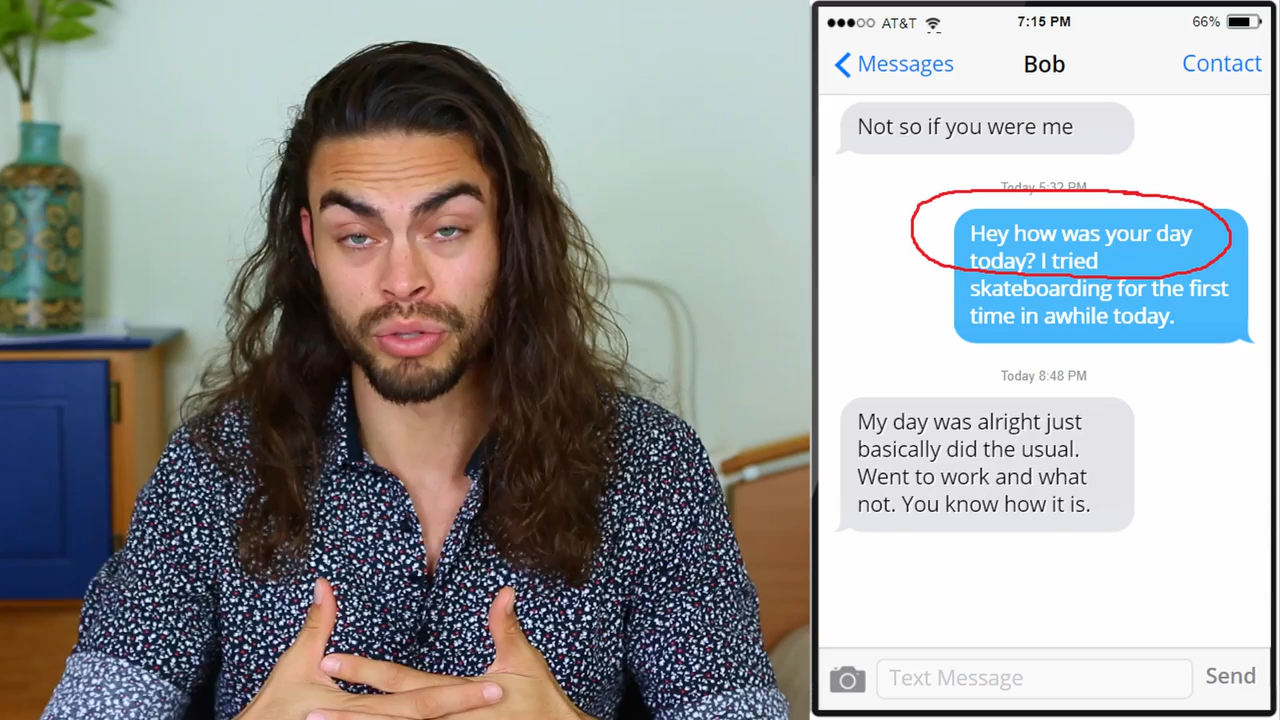 AT&T 7:15 PM 66%
Messages Bob Contact
Not so if you were me
Today 5:32 PM
Hey how was your day
today? I tried
skateboarding for the first
time in awhile today.
Today 8:48 PM
My day was alright just
basically did the usual.
Went to work and what
not. You know how it is.
Text Message Send